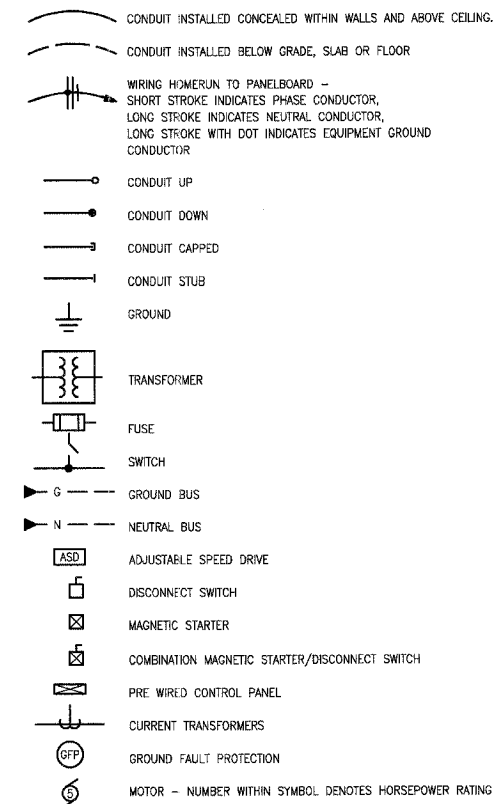 CONDUIT INSTALLED CONCEALED WITHIN WALLS AND ABOVE CEILING.
CONDUIT INSTALLED BELOW GRADE, SLAB OR FLOOR
WIRING HOMERUN TO PANELBOARD –
SHORT STROKE INDICATES PHASE CONDUCTOR,
LONG STROKE INDICATES NEUTRAL CONDUCTOR,
LONG STROKE WITH DOT INDICATES EQUIPMENT GROUND
CONDUCTOR
CONDUIT UP
CONDUIT DOWN
CONDUIT CAPPED
CONDUIT STUB
GROUND
TRANSFORMER
FUSE
SWITCH
G GROUND BUS
N NEUTRAL BUS
ASD ADJUSTABLE SPEED DRIVE
DISCONNECT SWITCH
MAGNETIC STARTER
COMBINATION MAGNETIC STARTER/DISCONNECT SWITCH
PRE WIRED CONTROL PANEL
CURRENT TRANSFORMERS
GFP GROUND FAULT PROTECTION
5 MOTOR – NUMBER WITHIN SYMBOL DENOTES HORSEPOWER RATING